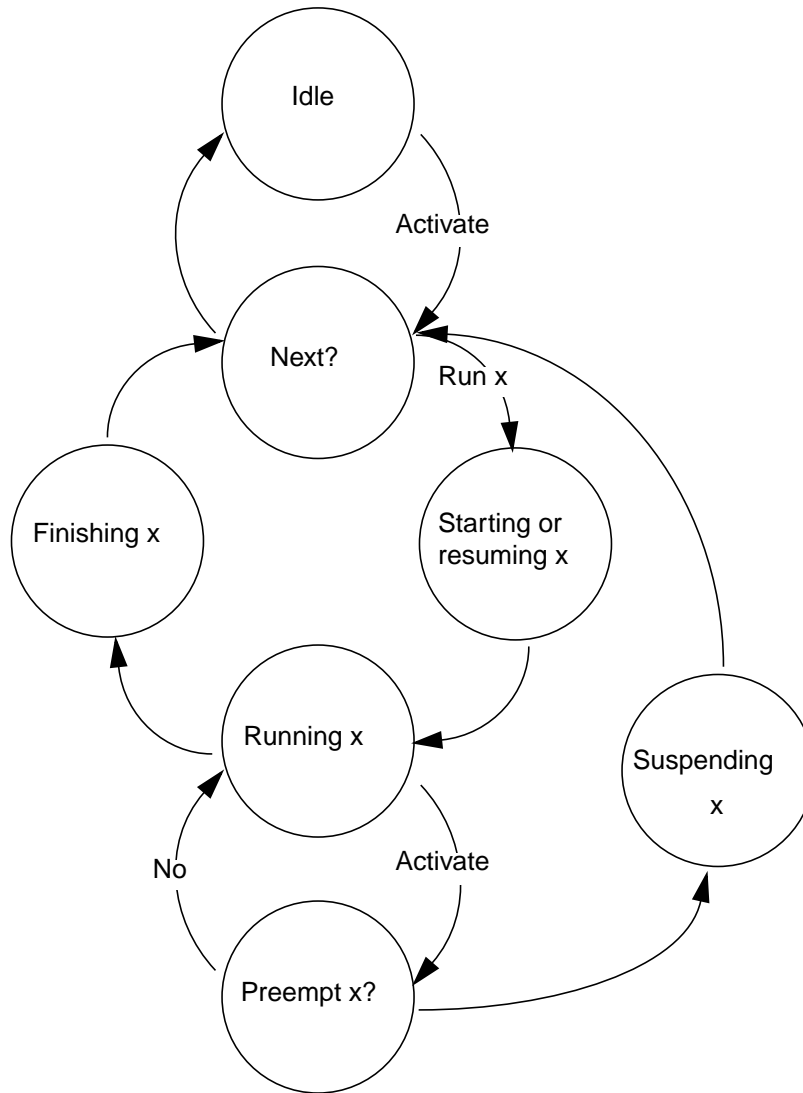 Idle
Activate
Next?
Run x
Finishing x
Starting or
resuming x
Running x
Suspending
x
No
Activate
Preempt x?